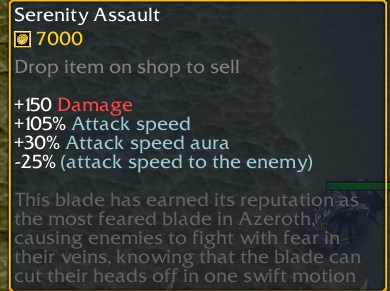 Serenity Assault
7000
Drop item on shop to sell
+150 Damage
+105% Attack speed
+30% Attack speed aura
-25% (attack speed to the enemy)
This blade has earned its reputation as
the most feared blade in Azeroth,
causing enemies to fight with fear in
their veins, knowing that the blade can
cut their heads off in one swift motion